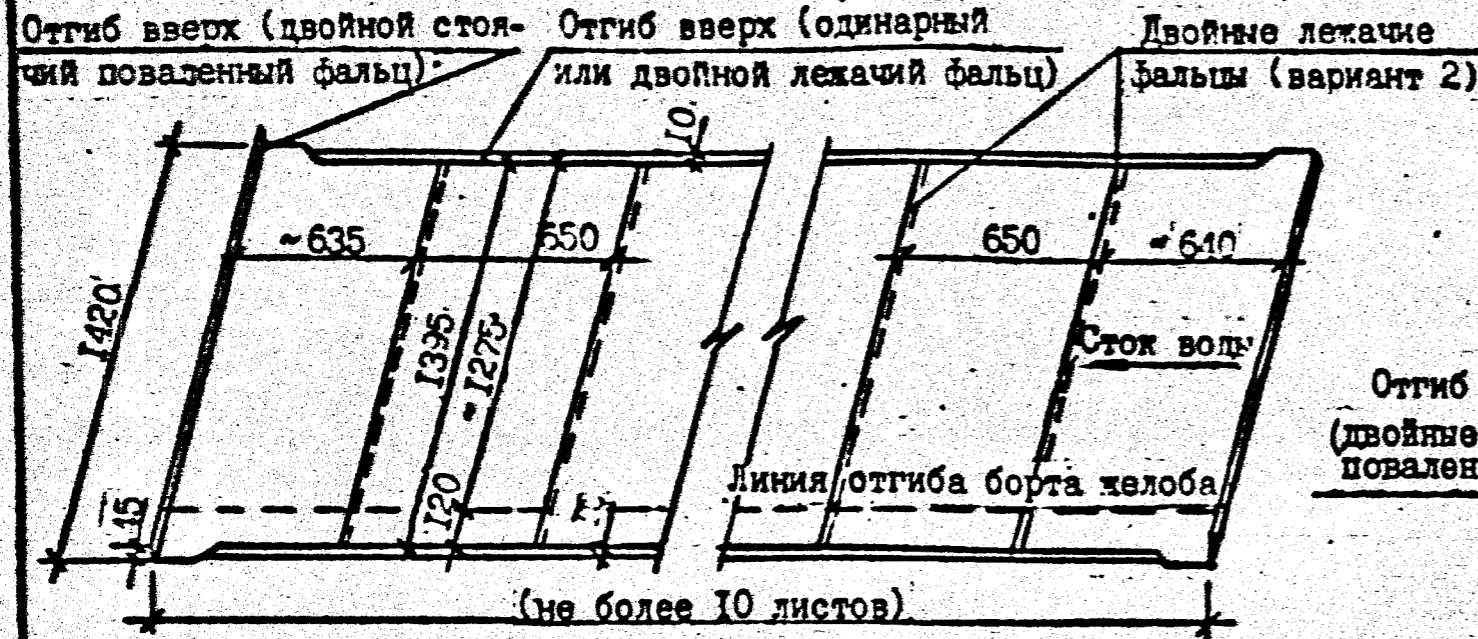 Отгиб вверх (двойной стоя-
чий поваленный фальц)
Отгиб вверх (одинарный
или двойной лежачий фальц)
Двойные лежачие
фальцы (вариант 2)
10
~635
650
650
~640
1420
1395
~1275
Сток воды
Отгиб
(двойные
повален
Линия отгиба борта желоба
120
15
(не более 10 листов)